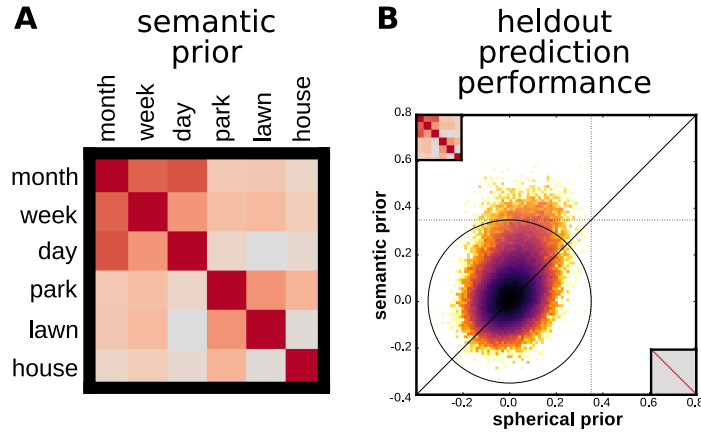 A
semantic
prior
month
week
day
park
lawn
house
month
week
day
park
lawn
house
B
heldout
prediction
performance
0.8
0.6
0.4
0.2
0.0
-0.2
-0.4
semantic prior
-0.2 0.0 0.2 0.4 0.6 0.8
spherical prior